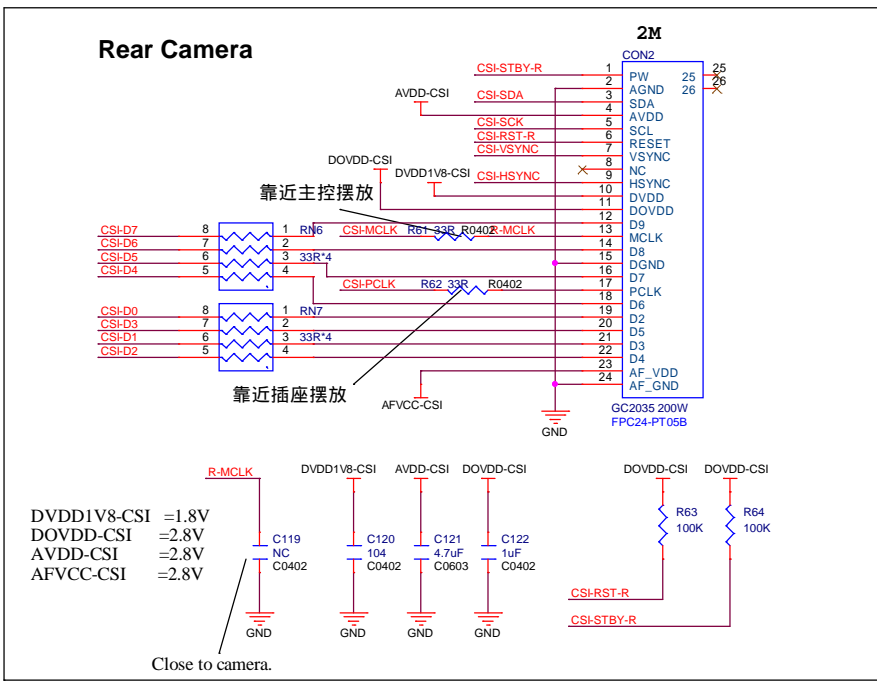 Rear Camera
2M
CON2
CSI-STBY-R 1 PW 25 25
2 AGND 26 26
AVDD-CSI CSI-SDA 3 SDA
4 AVDD
CSI-SCK 5 SCL
CSI-RST-R 6 RESET
CSI-VSYNC 7 VSYNC
DOVDD-CSI 8 NC
DVDD1V8-CSI CSI-HSYNC 9 HSYNC
10 DVDD
靠近主控摆放 11 DOVDD
12 D9
CSI-D7 8 1 RN6 CSI-MCLK R61 33R R0402 R-MCLK 13 MCLK
CSI-D6 7 2 14 D8
CSI-D5 6 3 33R*4 15 DGND
CSI-D4 5 4 16 D7
CSI-PCLK R62 33R R0402 17 PCLK
18 D6
CSI-D0 8 1 RN7 19 D2
CSI-D3 7 2 20 D5
CSI-D1 6 3 33R*4 21 D3
CSI-D2 5 4 22 D4
23 AF_VDD
24 AF_GND
靠近插座摆放
AFVCC-CSI
GND
GC2035 200W
FPC24-PT05B
R-MCLK DVDD1V8-CSI AVDD-CSI DOVDD-CSI DOVDD-CSI DOVDD-CSI
DVDD1V8-CSI =1.8V
DOVDD-CSI =2.8V
AVDD-CSI =2.8V
AFVCC-CSI =2.8V
C119
NC
C0402
C120
104
C0402
C121
4.7uF
C0603
C122
1uF
C0402
R63
100K
R64
100K
CSI-RST-R
CSI-STBY-R
GND GND GND GND
Close to camera.